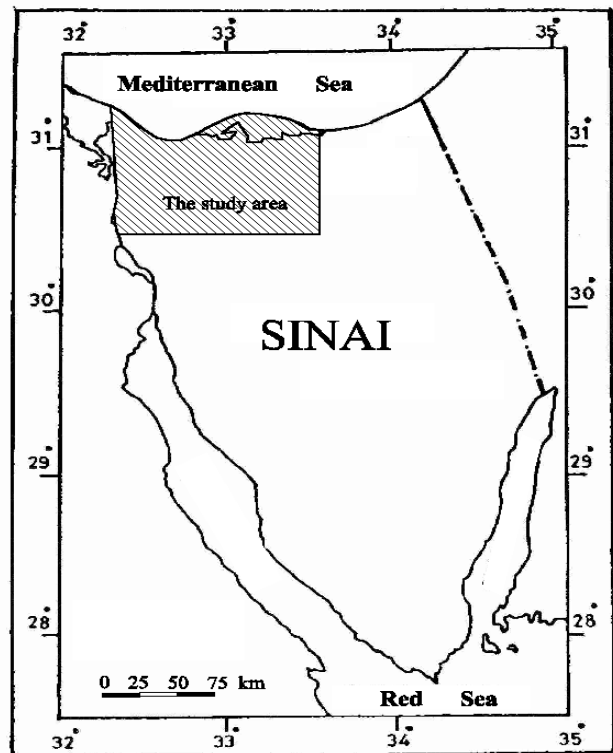 32° 33° 34° 35°
Mediterranean Sea
31° 31°
The study area
30° 30°
SINAI
29° 29°
28° 28°
0 25 50 75 km
Red Sea
32° 33° 34° 35°